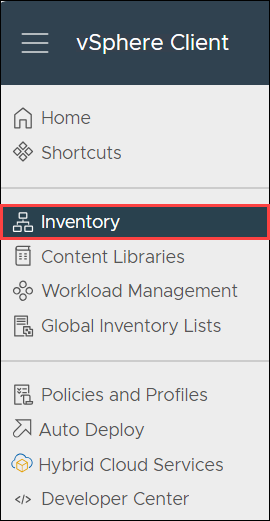 vSphere Client
Home
Shortcuts
Inventory
Content Libraries
Workload Management
Global Inventory Lists
Policies and Profiles
Auto Deploy
Hybrid Cloud Services
Developer Center